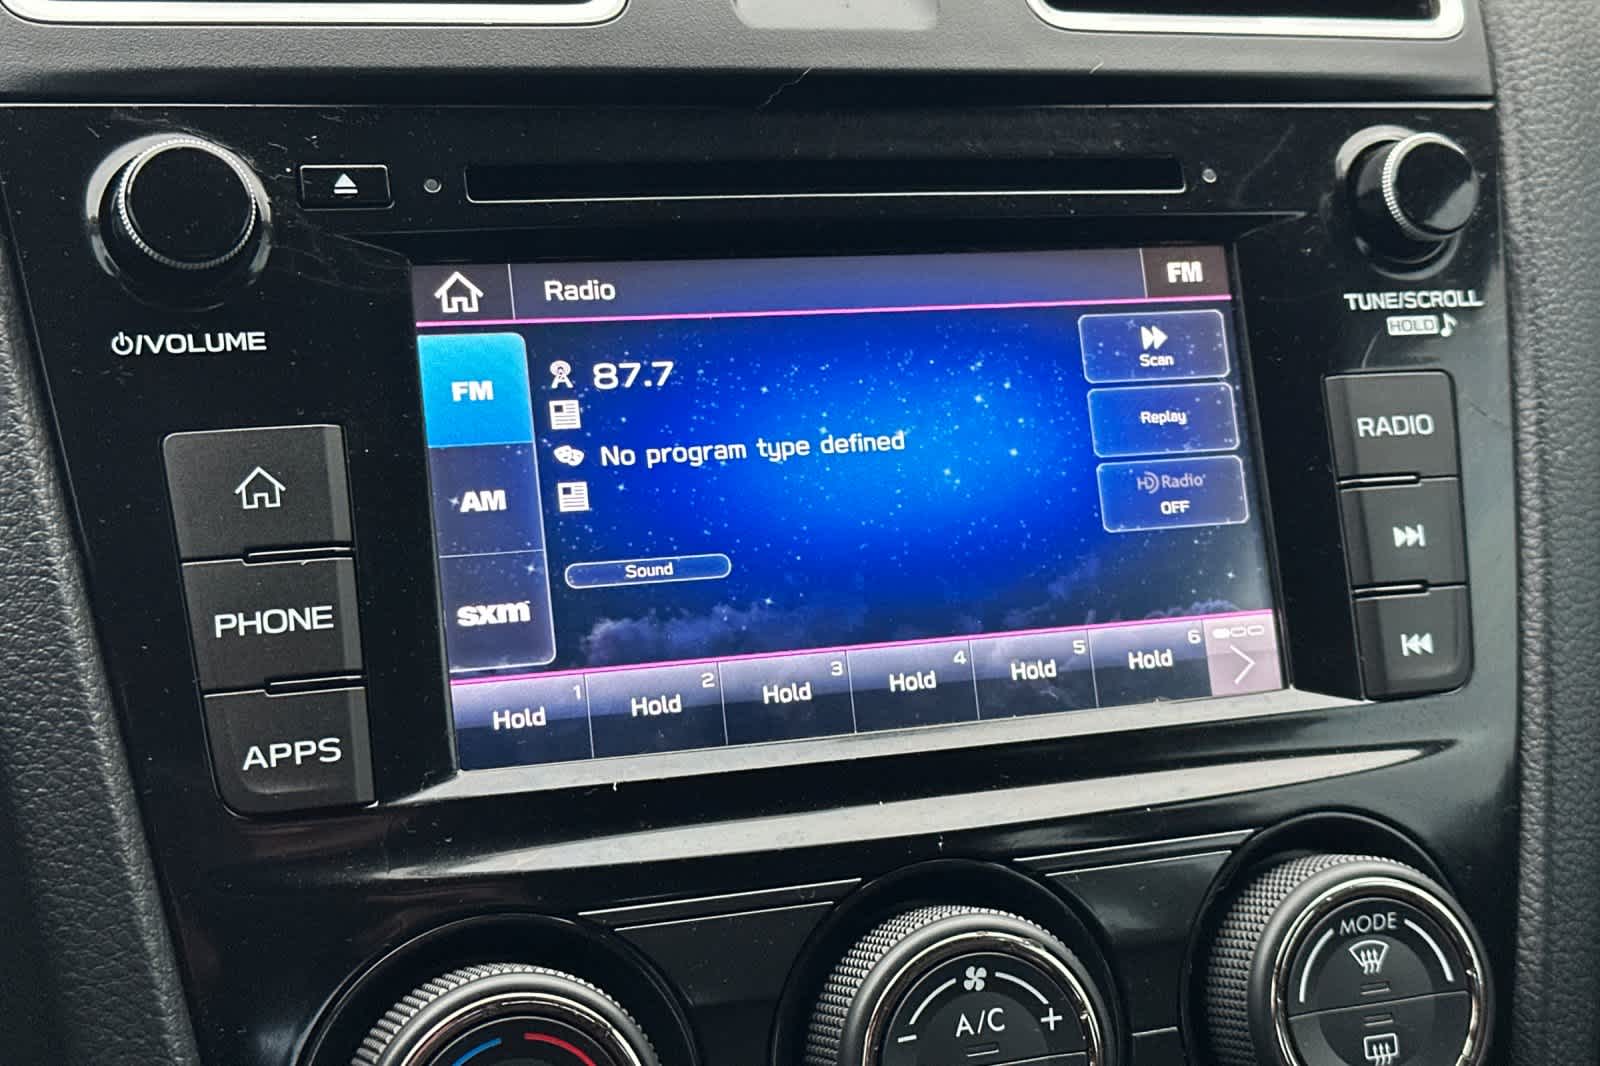 Radio
FM
TUNE/SCROLL
HOLD
/VOLUME
FM
87.7
Scan
Replay
RADIO
No program type defined
AM
HD Radio
OFF
Sound
sxm
PHONE
1 2 3 4 5 6
Hold Hold Hold Hold Hold Hold
APPS
MODE
A/C
- +